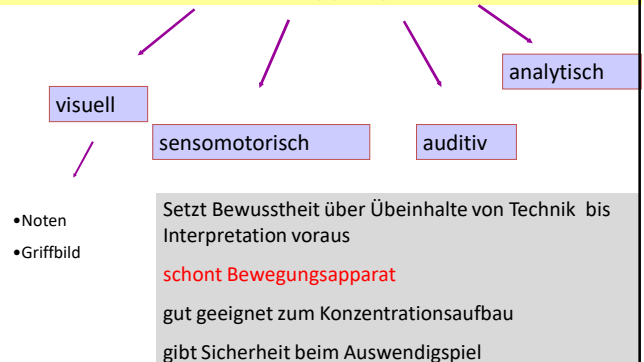 analytisch
visuell
sensomotorisch
auditiv
•Noten
•Griffbild
Setzt Bewusstheit über Übeinhalte von Technik bis
Interpretation voraus
schont Bewegungsapparat
gut geeignet zum Konzentrationsaufbau
gibt Sicherheit beim Auswendigspiel